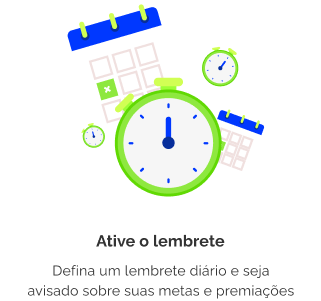 Ative o lembrete
Defina um lembrete diário e seja
avisado sobre suas metas e premiações